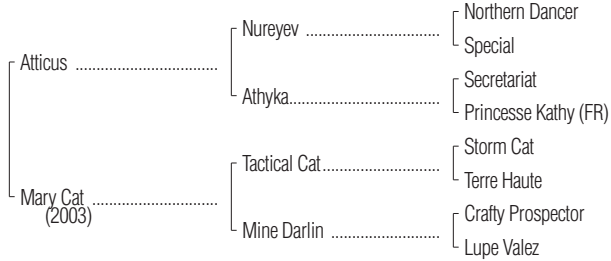 Northern Dancer
Nureyev ..........................................
Special
Atticus .............................................
Secretariat
Athyka...............................................
Princesse Kathy (FR)
Storm Cat
Tactical Cat.....................................
Terre Haute
Mary Cat ........................................
(2003)
Crafty Prospector
Mine Darlin ..................................
Lupe Valez